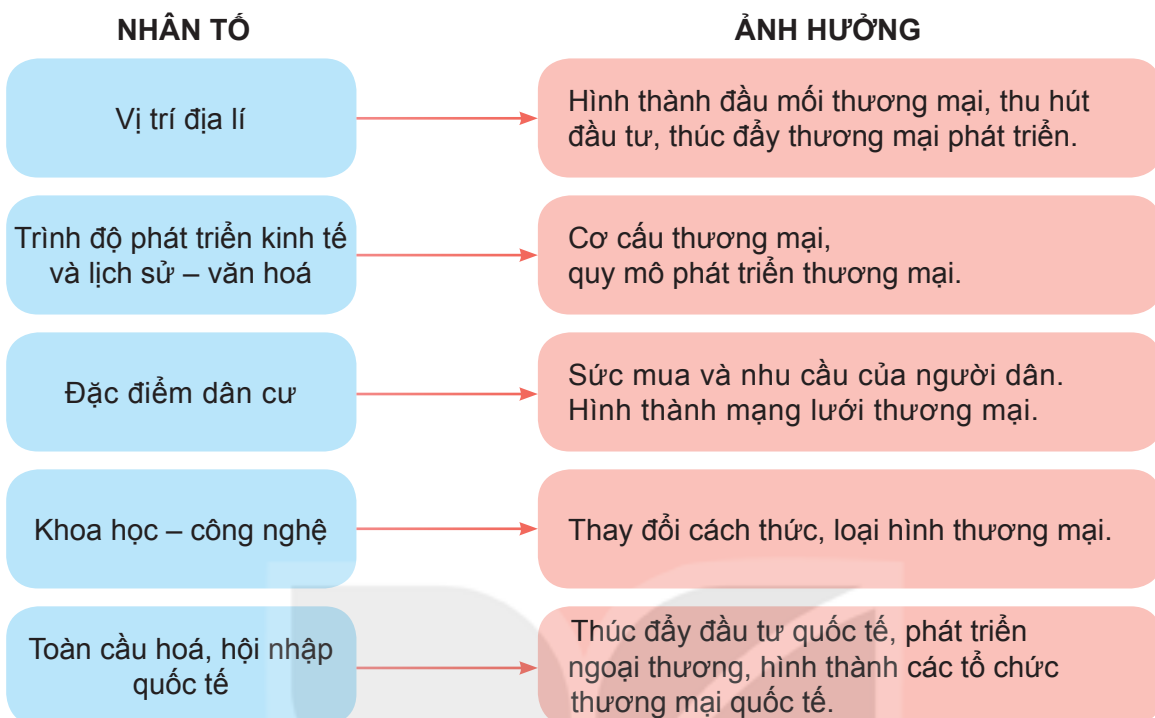 NHÂN TỐ
ẢNH HƯỞNG
Vị trí địa lí
Hình thành đầu mối thương mại, thu hút
đầu tư, thúc đẩy thương mại phát triển.
Trình độ phát triển kinh tế
và lịch sử – văn hoá
Cơ cấu thương mại,
quy mô phát triển thương mại.
Đặc điểm dân cư
Sức mua và nhu cầu của người dân.
Hình thành mạng lưới thương mại.
Khoa học – công nghệ
Thay đổi cách thức, loại hình thương mại.
Toàn cầu hoá, hội nhập
quốc tế
Thúc đẩy đầu tư quốc tế, phát triển
ngoại thương, hình thành các tổ chức
thương mại quốc tế.